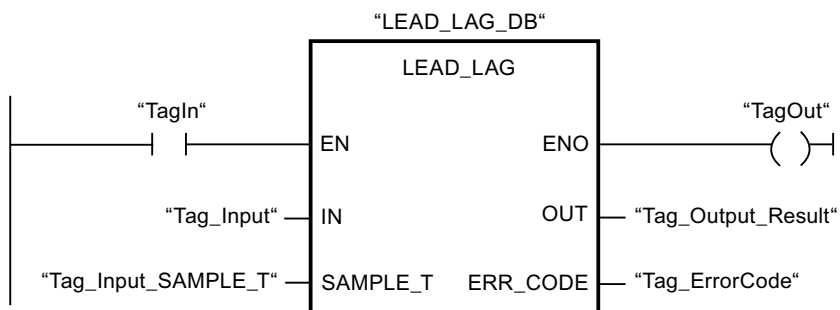 “LEAD_LAG_DB“
LEAD_LAG
“TagIn“
“TagOut“
EN
ENO
“Tag_Input“
IN
OUT
“Tag_Output_Result“
“Tag_Input_SAMPLE_T“
SAMPLE_T
ERR_CODE
“Tag_ErrorCode“